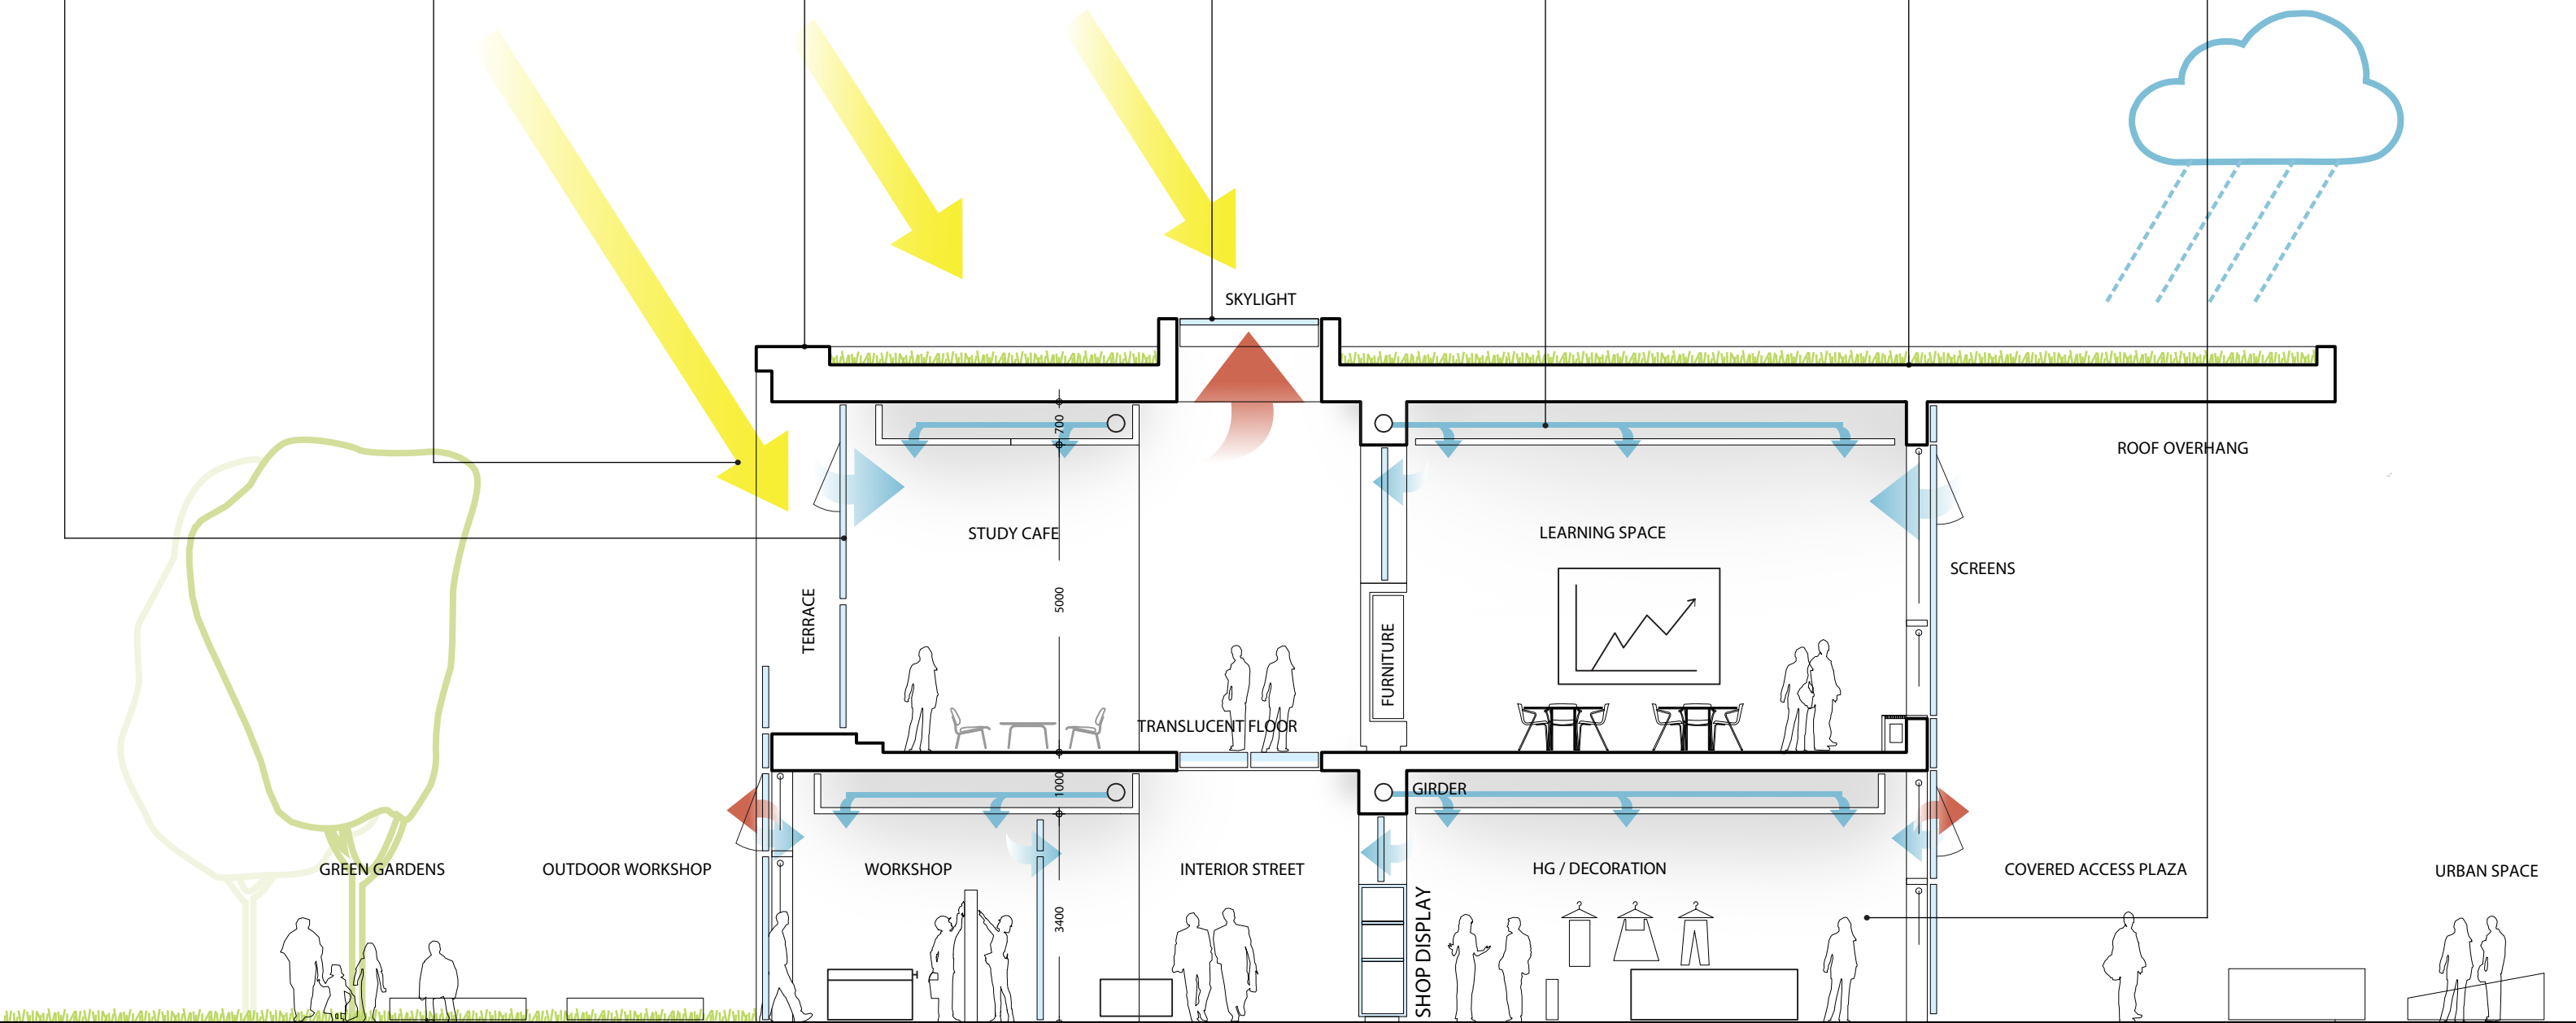 SKYLIGHT
700
ROOF OVERHANG
STUDY CAFE
LEARNING SPACE
SCREENS
5000
TERRACE
FURNITURE
TRANSLUCENT FLOOR
1000
GIRDER
GREEN GARDENS
OUTDOOR WORKSHOP
WORKSHOP
INTERIOR STREET
HG / DECORATION
COVERED ACCESS PLAZA
URBAN SPACE
3400
SHOP DISPLAY